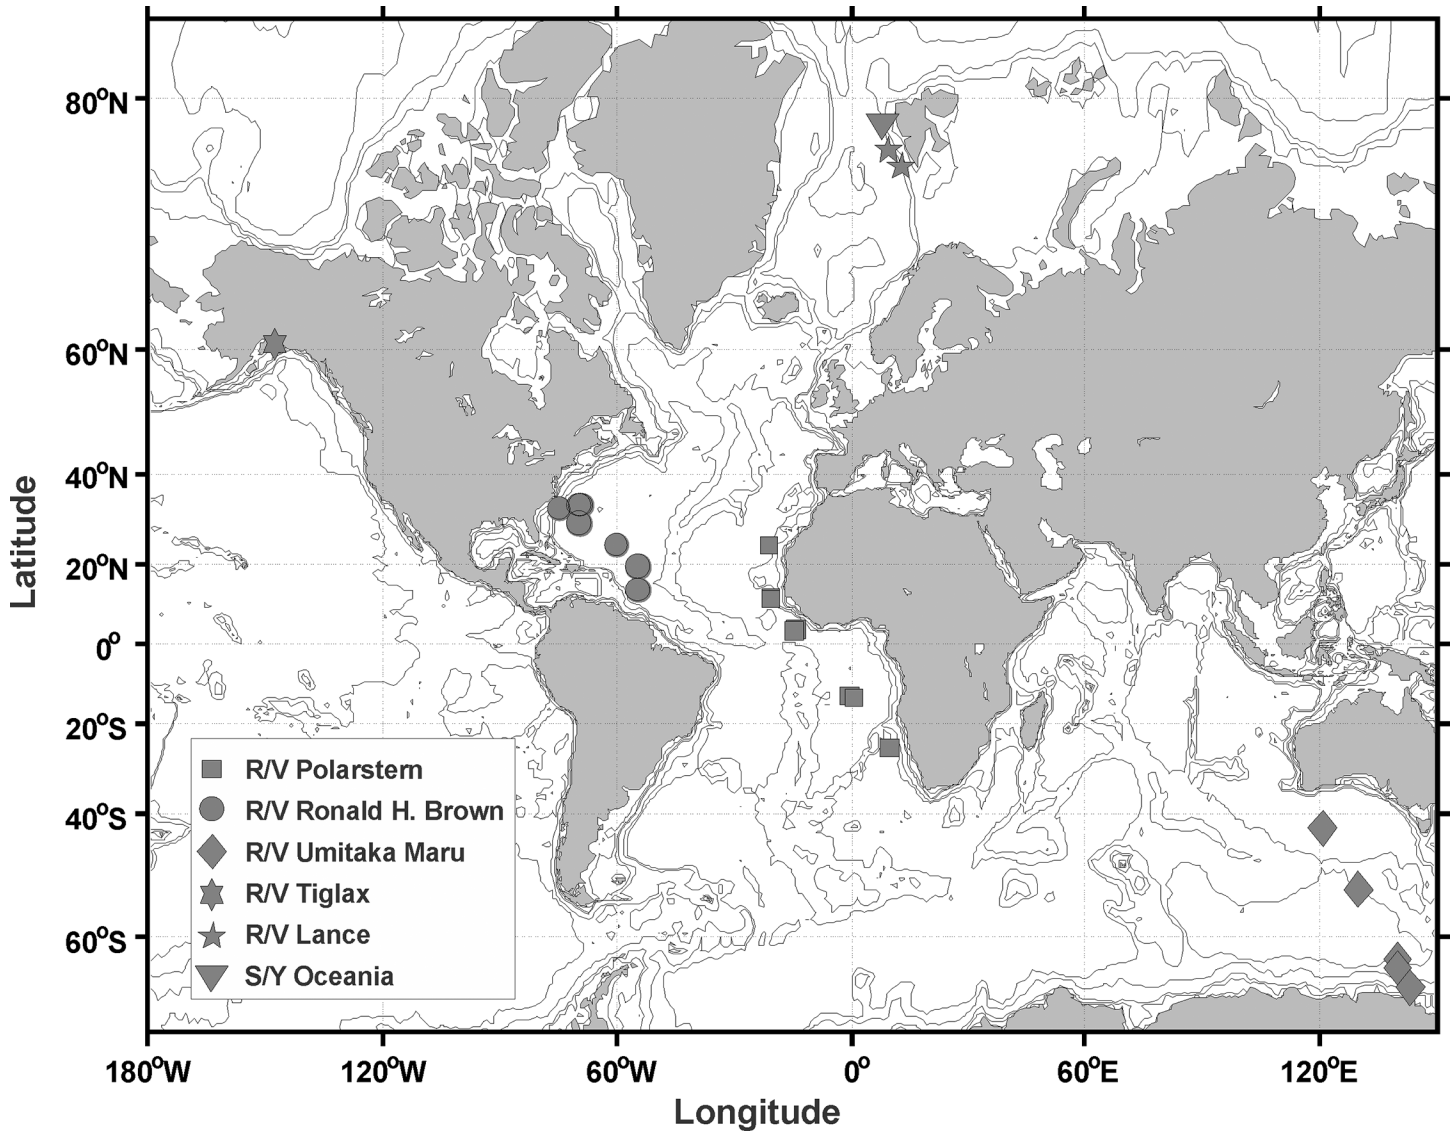 80°N
60°N
40°N
20°N
0°
20°S
40°S
60°S
Latitude
R/V Polarstern
R/V Ronald H. Brown
R/V Umitaka Maru
R/V Tiglax
R/V Lance
S/Y Oceania
180°W 120°W 60°W 0° 60°E 120°E
Longitude